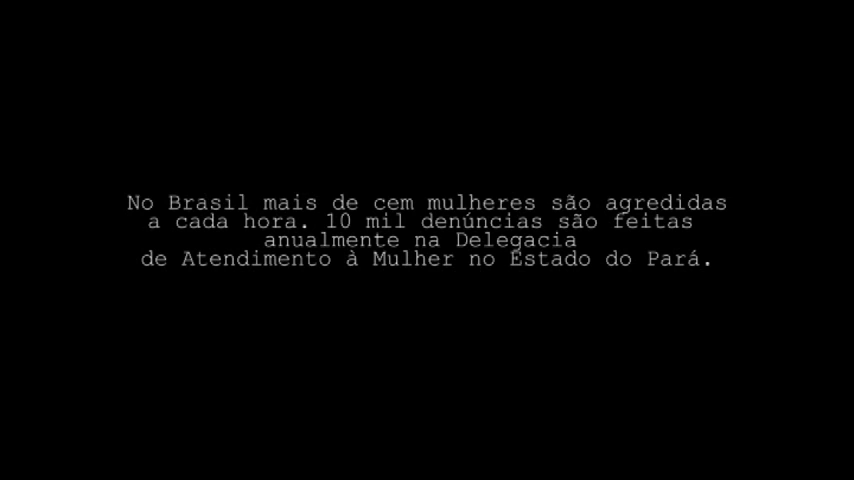 No Brasil mais de cem mulheres são agredidas
a cada hora. 10 mil denúncias são feitas
anualmente na Delegacia
de Atendimento à Mulher no Estado do Pará.